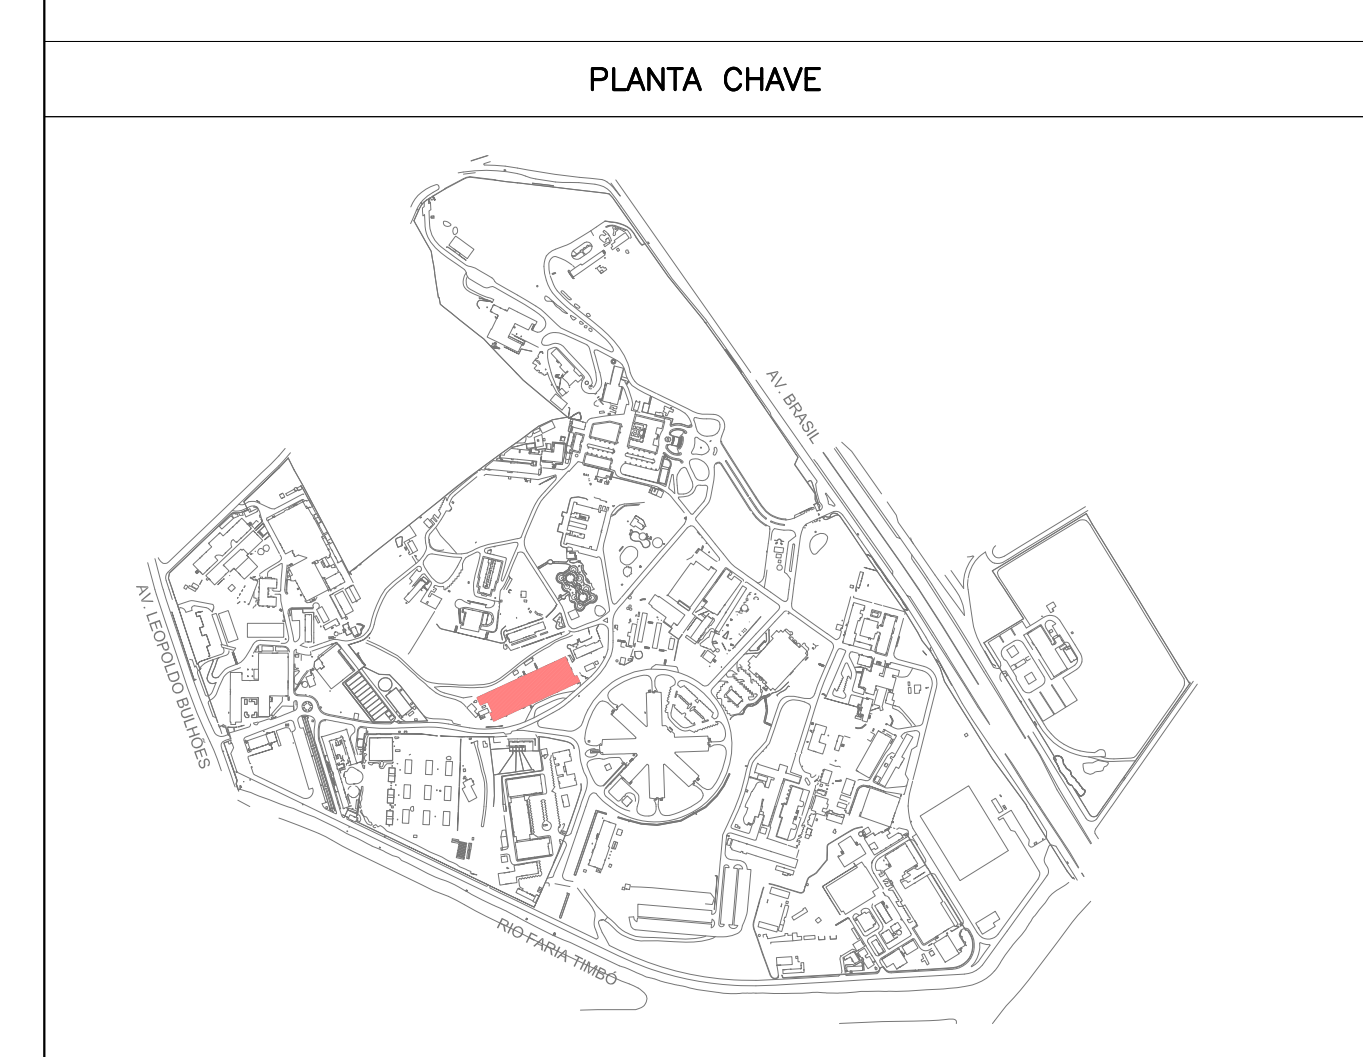 PLANTA CHAVE
AV. BRASIL
AV. LEOPOLDO BULHÕES
RIO FARIA TIMBÓ